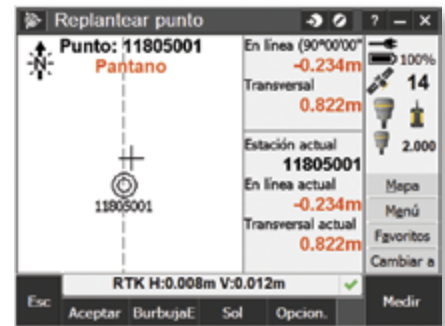 Replantear punto
? – ×
Punto: 11805001
Pantano
N
11805001
En línea (90°00'00"
-0.234m
Transversal
0.822m
Estación actual
11805001
En línea actual
-0.234m
Transversal actual
0.822m
100%
14
2.000
Mapa
Menú
Favoritos
Cambiar a
RTK H:0.008m V:0.012m
Esc
Aceptar
BurbujaE
Sol
Opcion.
Medir